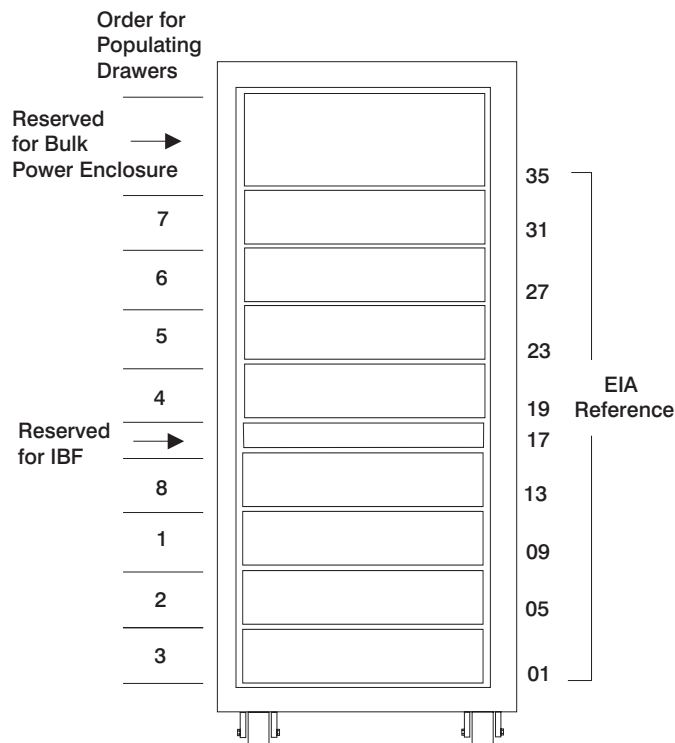 Order for
Populating
Drawers
Reserved
for Bulk
Power Enclosure
35
7
31
6
27
5
23
4
19
EIA
Reference
Reserved
for IBF
17
8
13
1
09
2
05
3
01